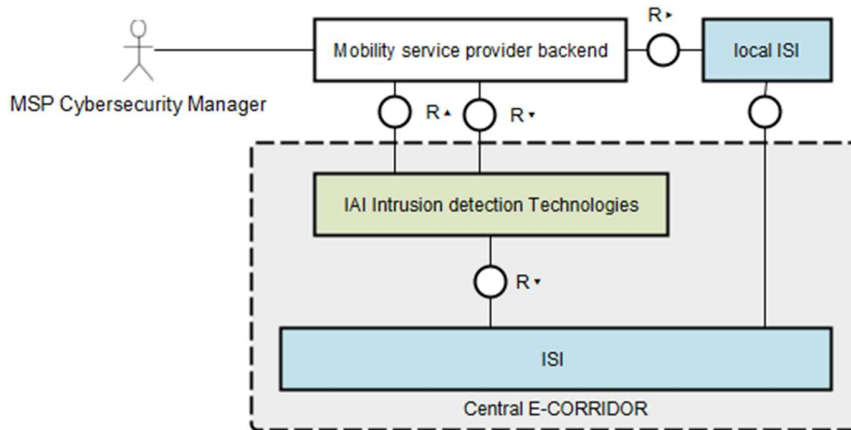 R ▸
Mobility service provider backend
local ISI
MSP Cybersecurity Manager
R ▴
R ▾
IAI Intrusion detection Technologies
R ▾
ISI
Central E-CORRIDOR